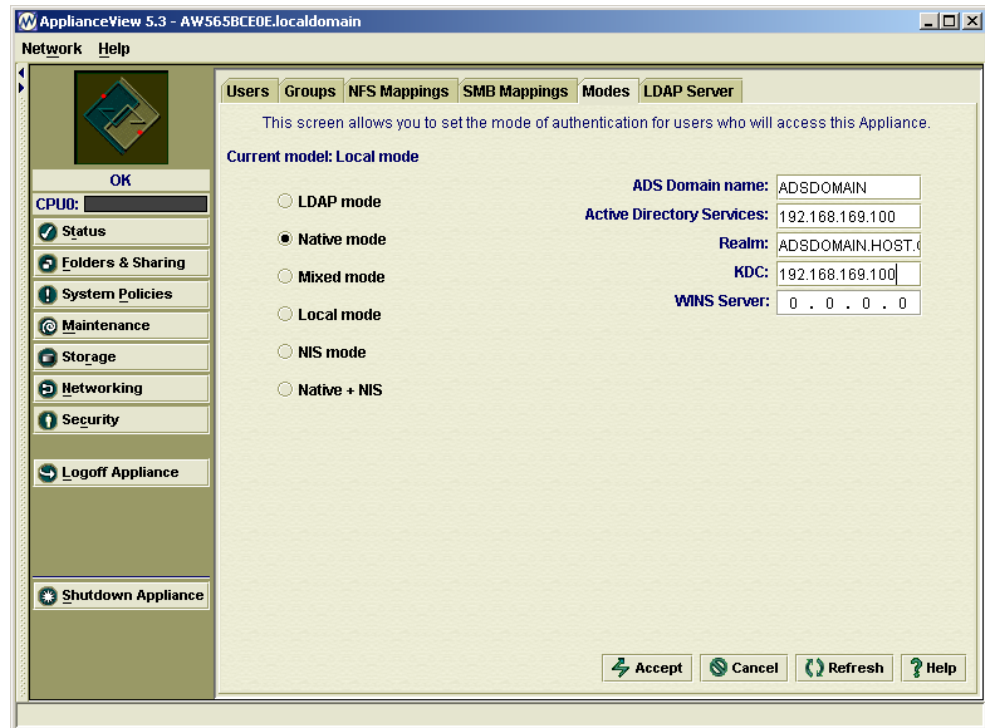 ApplianceView 5.3 - AW565BCE0E.localdomain
Network Help
OK
CPU0:
Status
Folders & Sharing
System Policies
Maintenance
Storage
Networking
Security
Logoff Appliance
Shutdown Appliance
Users Groups NFS Mappings SMB Mappings Modes LDAP Server
This screen allows you to set the mode of authentication for users who will access this Appliance.
Current model: Local mode
LDAP mode
Native mode
Mixed mode
Local mode
NIS mode
Native + NIS
ADS Domain name: ADSDOMAIN
Active Directory Services: 192.168.169.100
Realm: ADSDOMAIN.HOST.
KDC: 192.168.169.100
WINS Server: 0 . 0 . 0 . 0
Accept Cancel Refresh Help